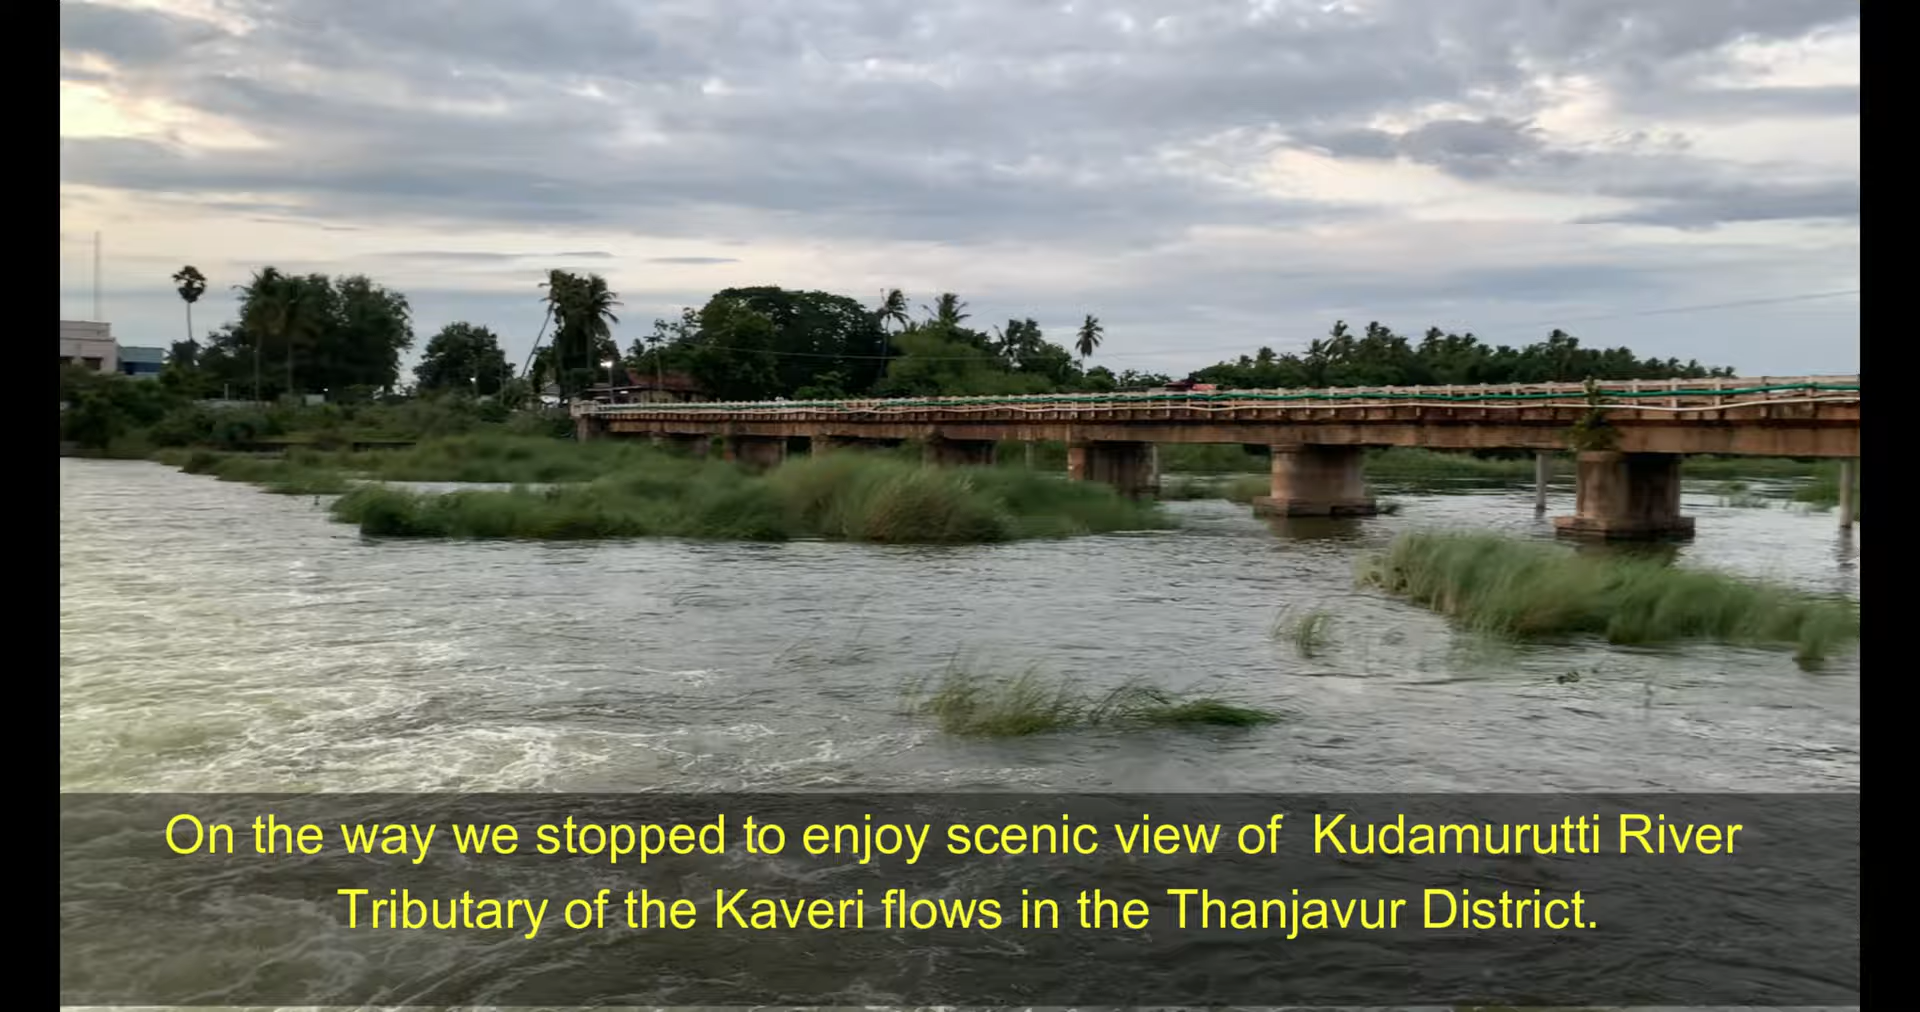 On the way we stopped to enjoy scenic view of  Kudamurutti River
Tributary of the Kaveri flows in the Thanjavur District.